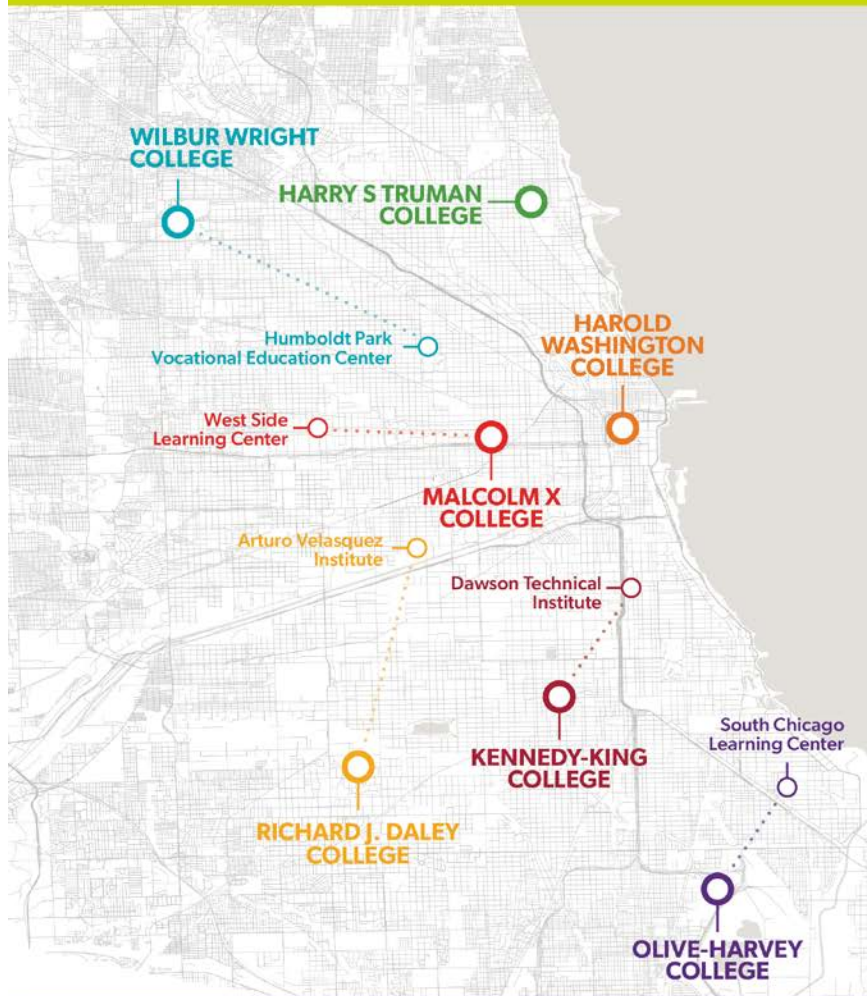 WILBUR WRIGHT
COLLEGE
HARRY S TRUMAN
COLLEGE
HAROLD
WASHINGTON
COLLEGE
Humboldt Park
Vocational Education Center
West Side
Learning Center
MALCOLM X
COLLEGE
Arturo Velasquez
Institute
Dawson Technical
Institute
South Chicago
Learning Center
KENNEDY-KING
COLLEGE
RICHARD J. DALEY
COLLEGE
OLIVE-HARVEY
COLLEGE